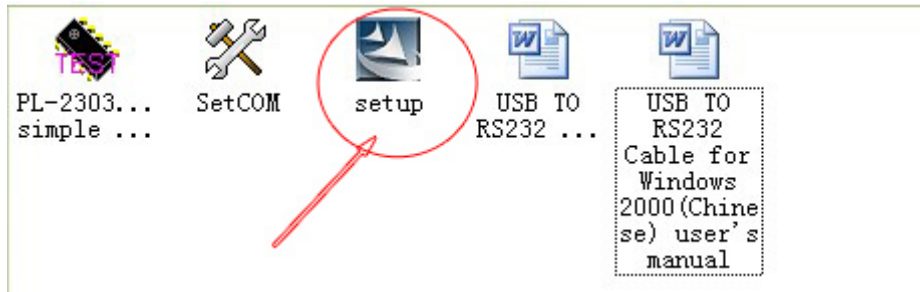 TEST
PL-2303...
simple ...
SetCOM
setup
USB TO
RS232 ...
USB TO
RS232
Cable for
Windows
2000(Chine
se) user's
manual